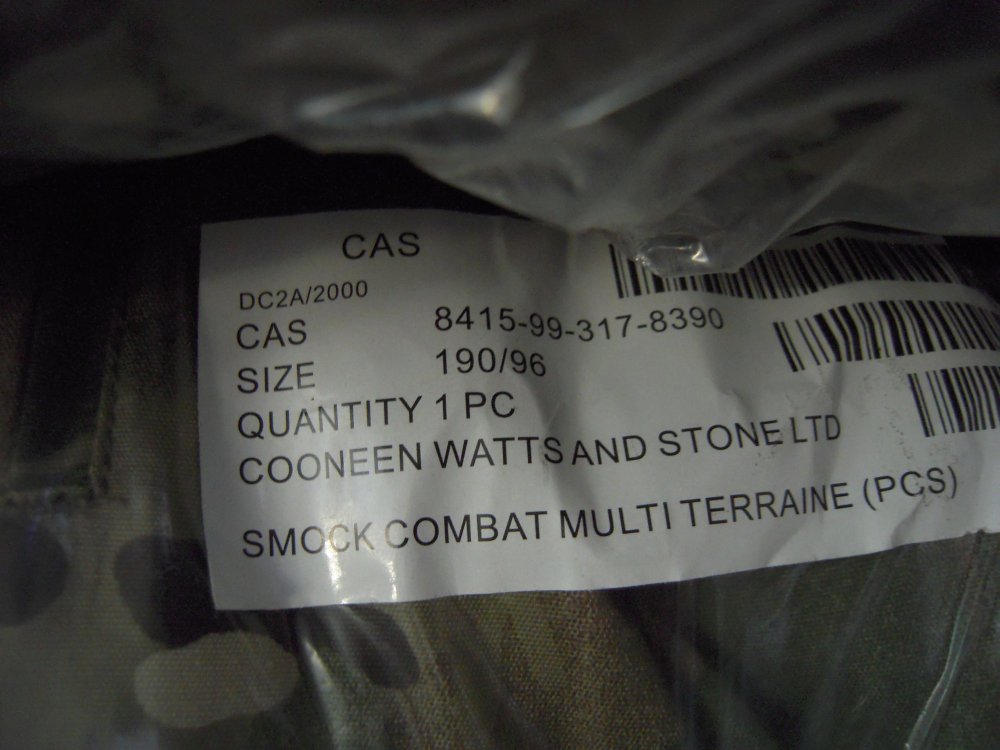 CAS
DC2A/2000
CAS 8415-99-317-8390
SIZE 190/96
QUANTITY 1 PC
COONEEN WATTS AND STONE LTD
SMOCK COMBAT MULTI TERRAINE (PCS)